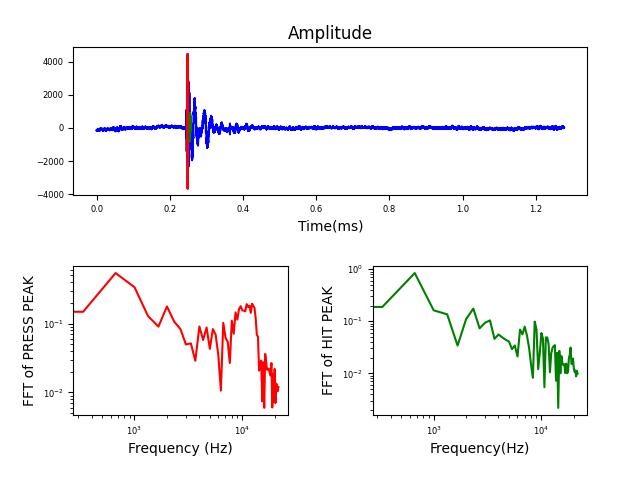 Amplitude
4000
2000
0
−2000
−4000
0.0 0.2 0.4 0.6 0.8 1.0 1.2
Time(ms)
FFT of PRESS PEAK
10⁻¹
10⁻²
10³ 10⁴
Frequency (Hz)
FFT of HIT PEAK
10⁰
10⁻¹
10⁻²
10³ 10⁴
Frequency(Hz)